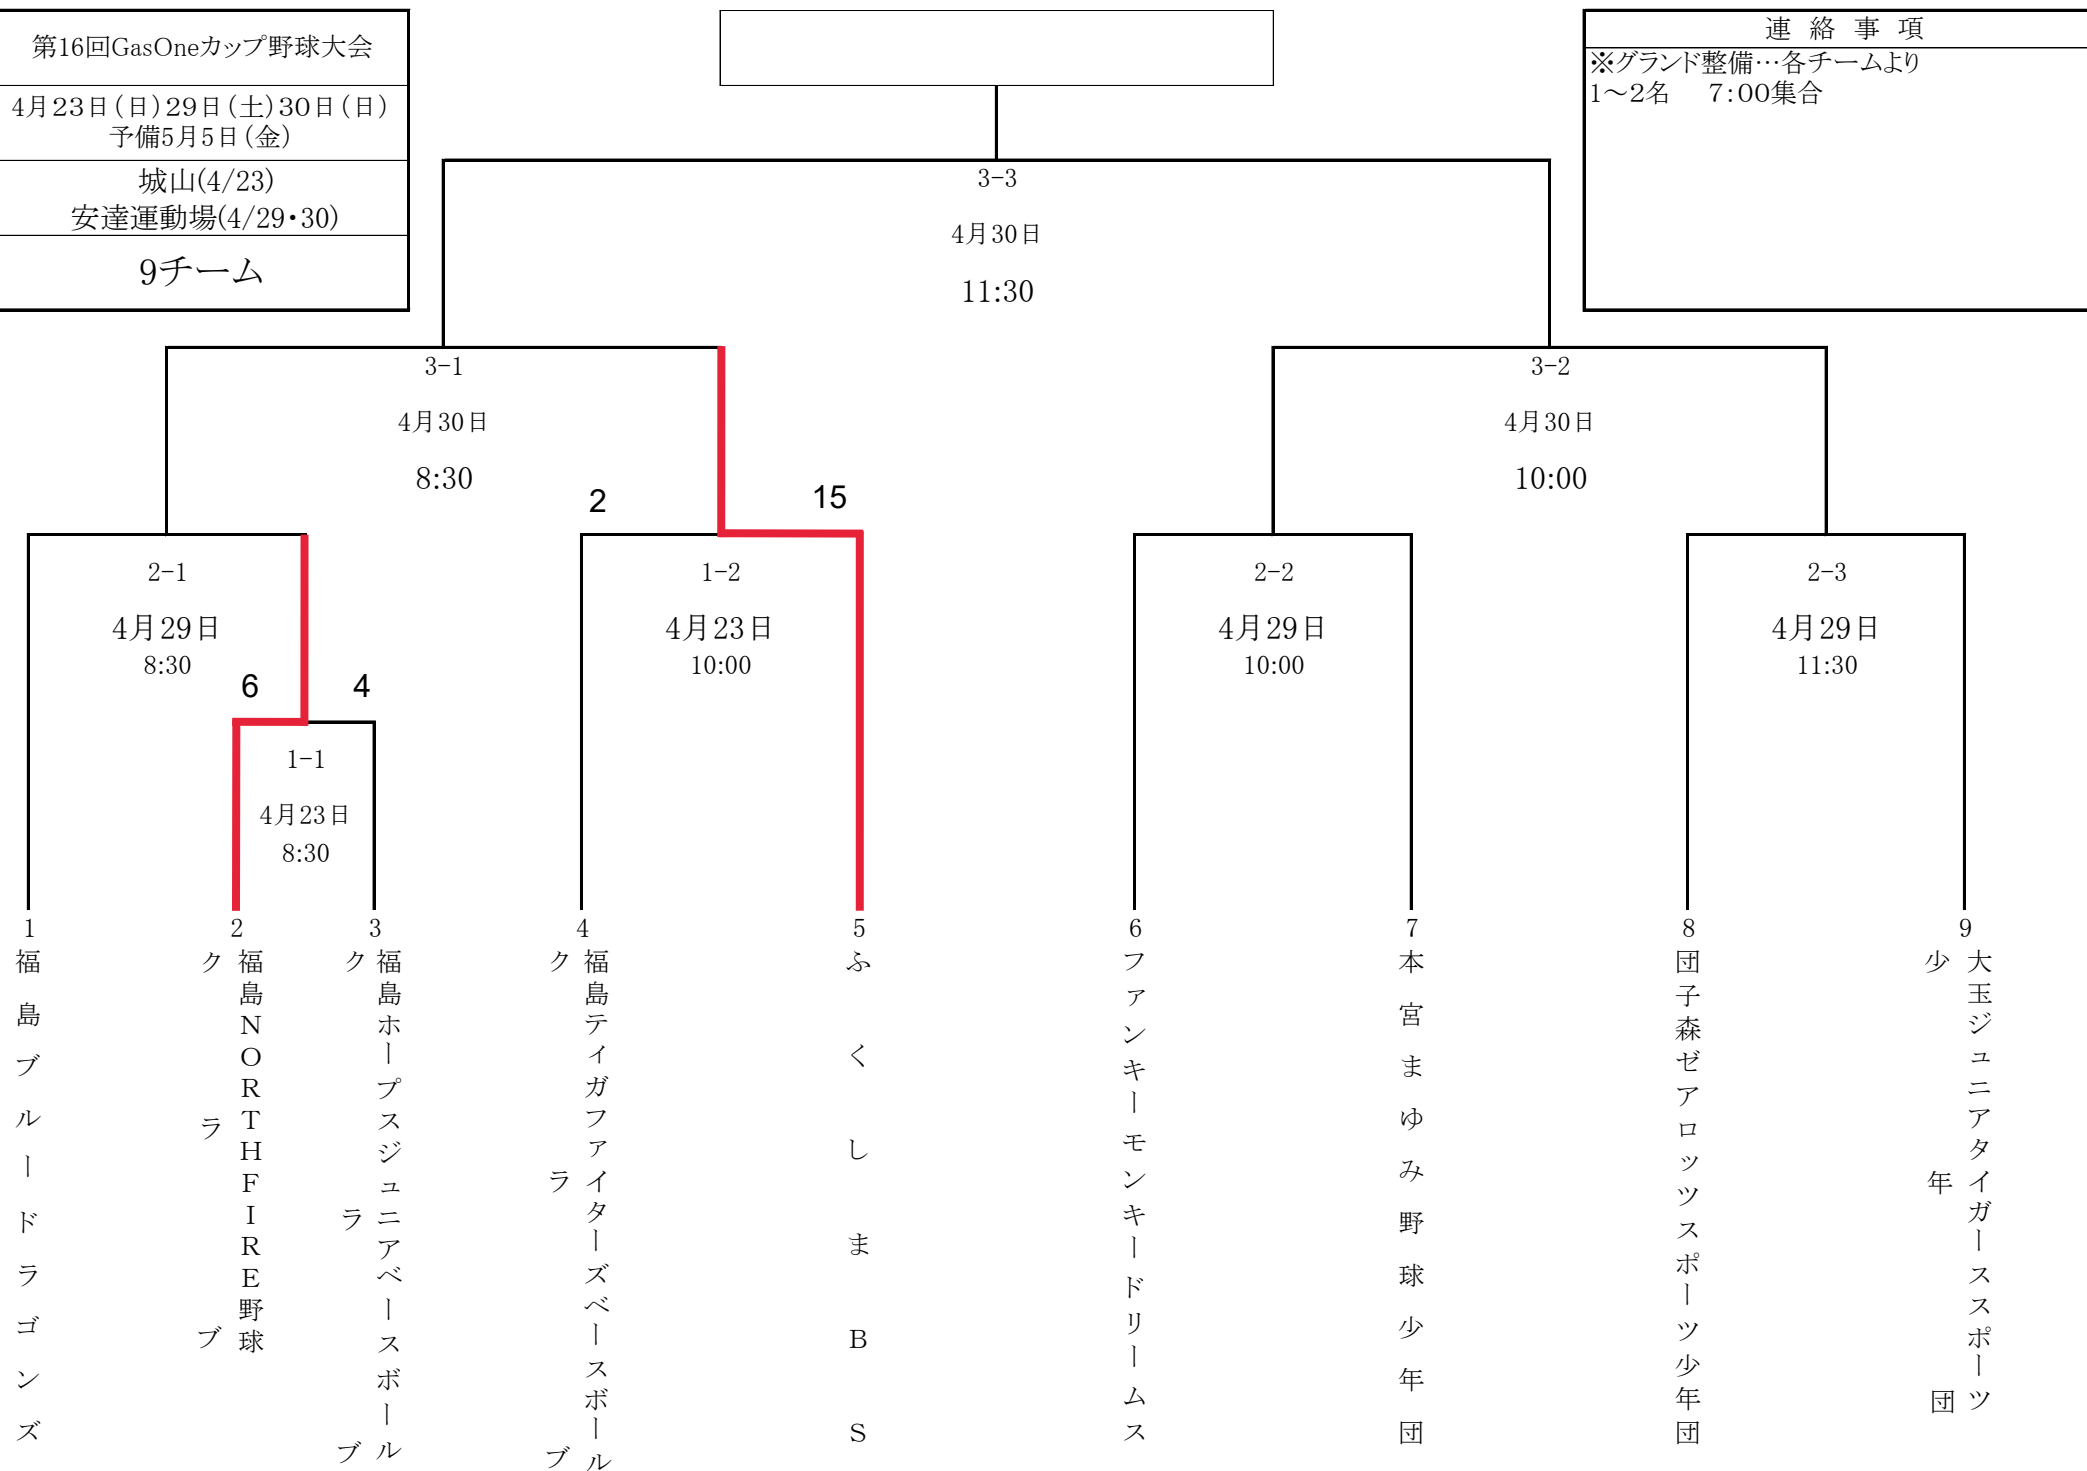 第16回GasOneカップ野球大会
4月23日(日)29日(土)30日(日)
予備5月5日(金)
城山(4/23)
安達運動場(4/29・30)
9チーム
連絡事項
※グランド整備…各チームより
1～2名　7:00集合
3-3
4月30日
11:30
3-1
4月30日
8:30
3-2
4月30日
10:00
2
15
2-1
4月29日
8:30
1-2
4月23日
10:00
2-2
4月29日
10:00
2-3
4月29日
11:30
6
4
1-1
4月23日
8:30
1
福島ブルードラゴンズ
2
福島NORTHFIRE野球
クラブ
3
福島ホープスジュニアベースボール
クラブ
4
福島ティガファイターズベースボール
クラブ
5
ふくしまBS
6
ファンキーモンキードリームス
7
本宮まゆみ野球少年団
8
団子森ゼアロッツスポーツ少年団
9
大玉ジュニアタイガーススポーツ
少年団